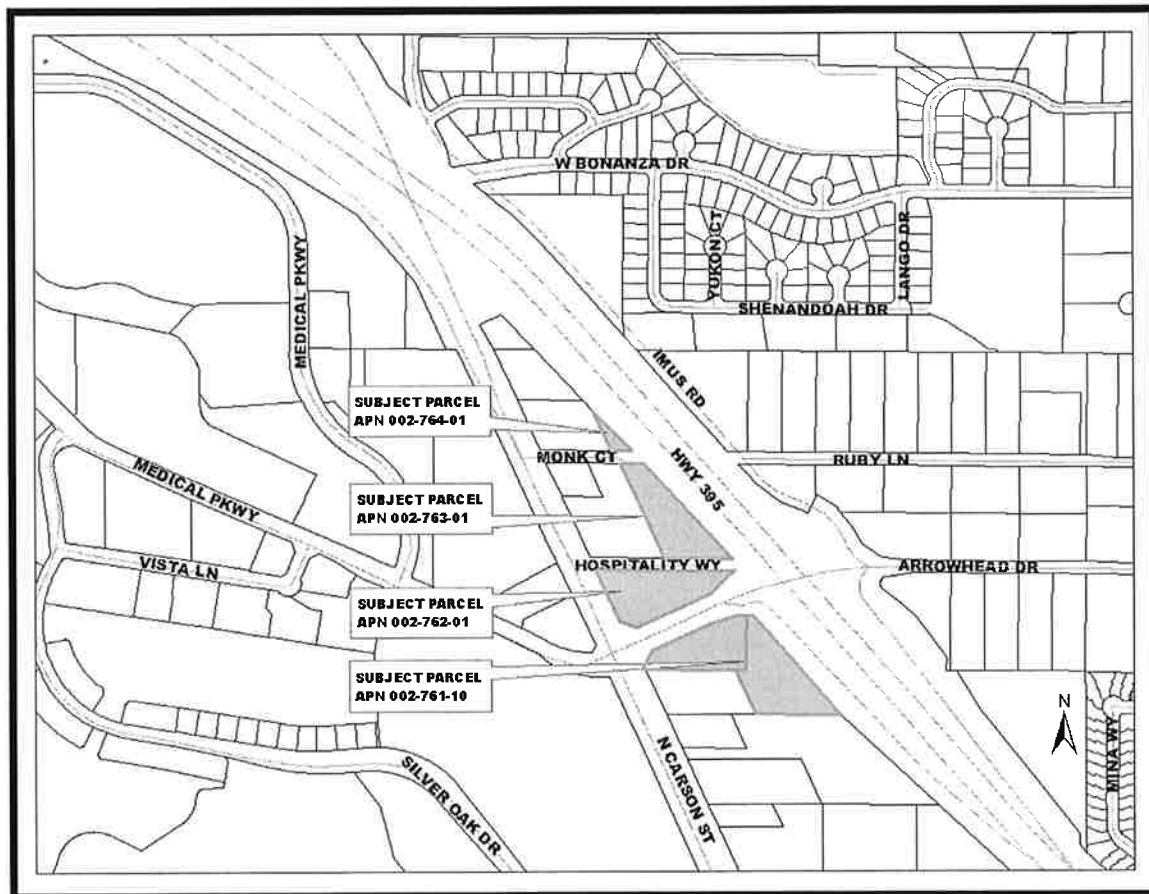 W BONANZA DR
YUKON CT
LANGO DR
SHENANDOAH DR
MEDICAL PKWY
IMUS RD
SUBJECT PARCEL
APN 002-764-01
MONK CT
HWY 395
RUBY LN
MEDICAL PKWY
SUBJECT PARCEL
APN 002-763-01
VISTA LN
HOSPITALITY WY
ARROWHEAD DR
SUBJECT PARCEL
APN 002-762-01
SUBJECT PARCEL
APN 002-761-10
N
MINA WY
N CARSON ST
SILVER OAK DR